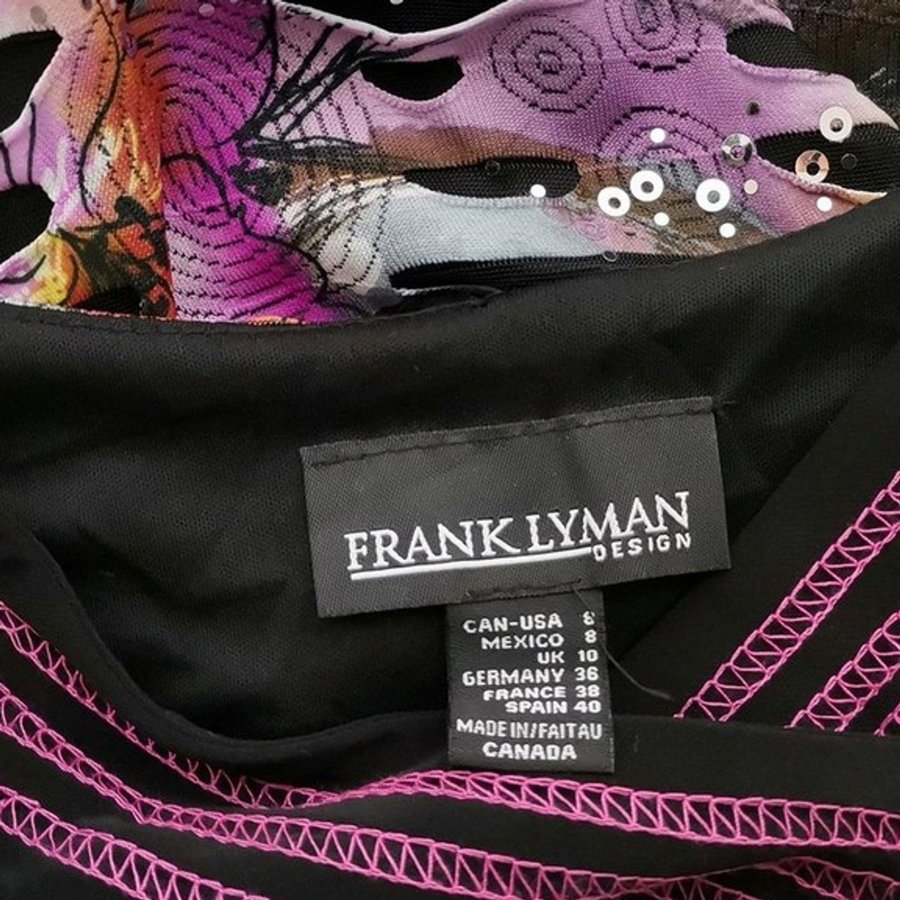 FRANK LYMAN
DESIGN
CAN-USA 8
MEXICO 8
UK 10
GERMANY 36
FRANCE 38
SPAIN 40
MADE IN/FAIT AU
CANADA